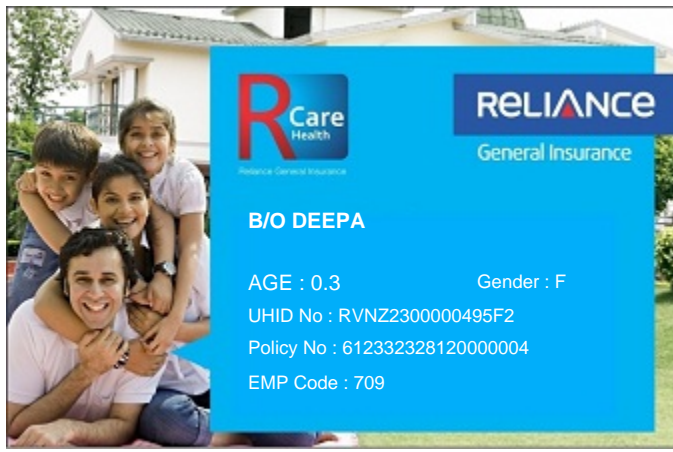 R Care
Health
Reliance General Insurance
RELIANCE
General Insurance
B/O DEEPA
AGE : 0.3 Gender : F
UHID No : RVNZ2300000495F2
Policy No : 612332328120000004
EMP Code : 709